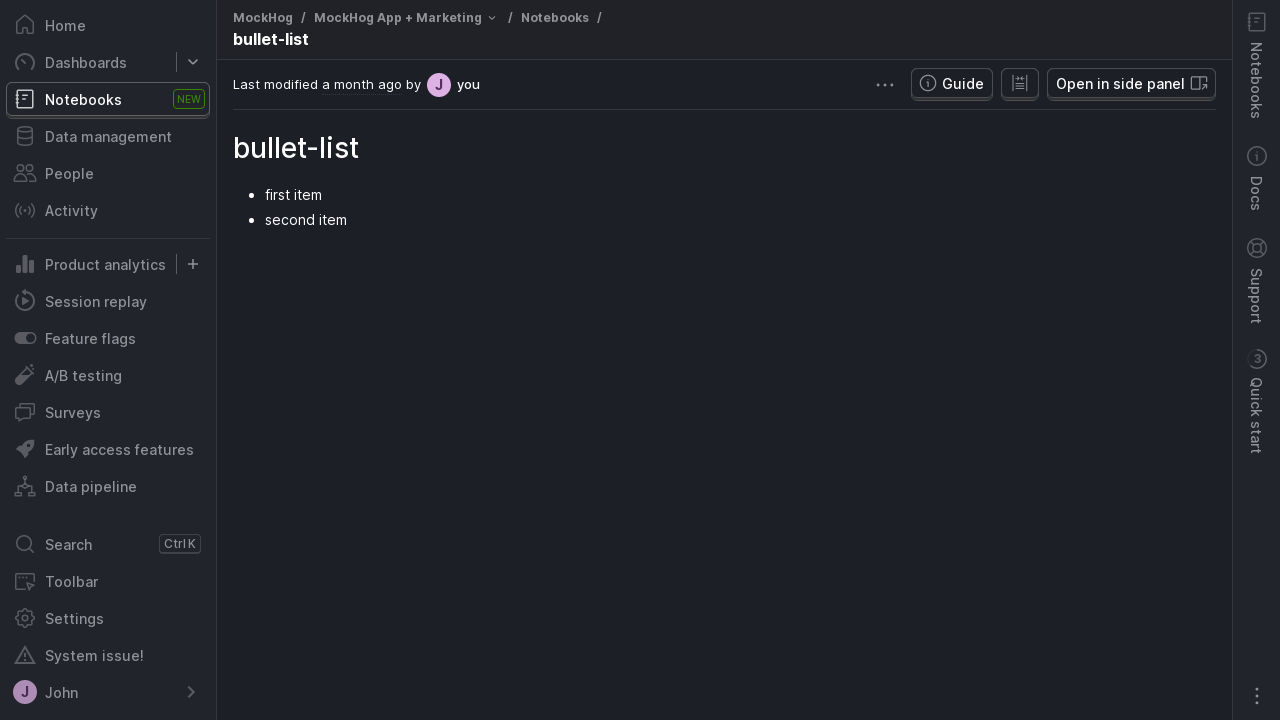 Home
Dashboards
Notebooks NEW
Data management
People
Activity
Product analytics
Session replay
Feature flags
A/B testing
Surveys
Early access features
Data pipeline
Search Ctrl K
Toolbar
Settings
System issue!
J John
MockHog / MockHog App + Marketing / Notebooks /
bullet-list
Last modified a month ago by J you
Guide
Open in side panel
bullet-list
• first item
• second item
Notebooks
Docs
Support
3
Quick start